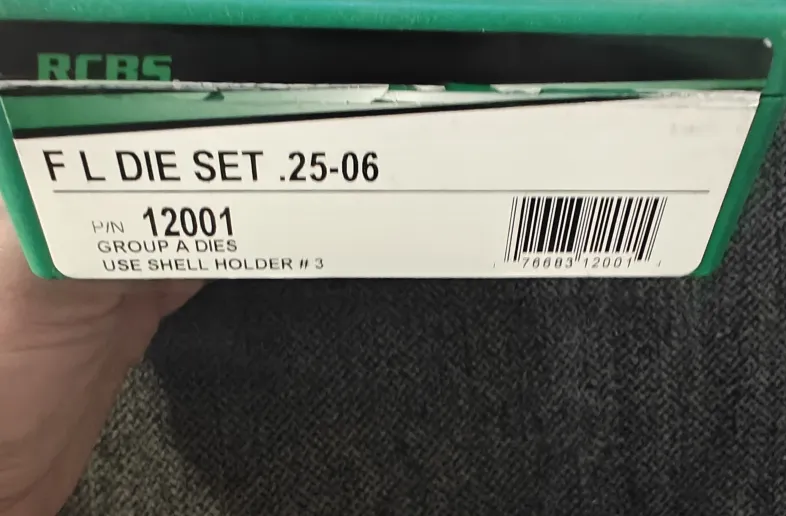 RCBS
F L DIE SET .25-06
P/N 12001
GROUP A DIES
USE SHELL HOLDER # 3
76683 12001